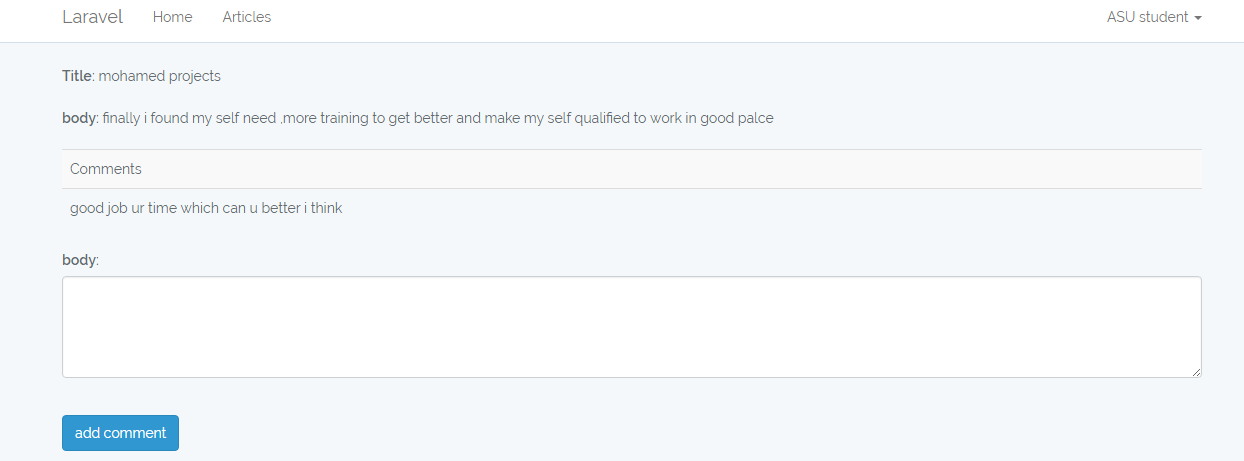 Laravel Home Articles ASU student
Title: mohamed projects
body: finally i found my self need ,more training to get better and make my self qualified to work in good palce
Comments
good job ur time which can u better i think
body:
add comment